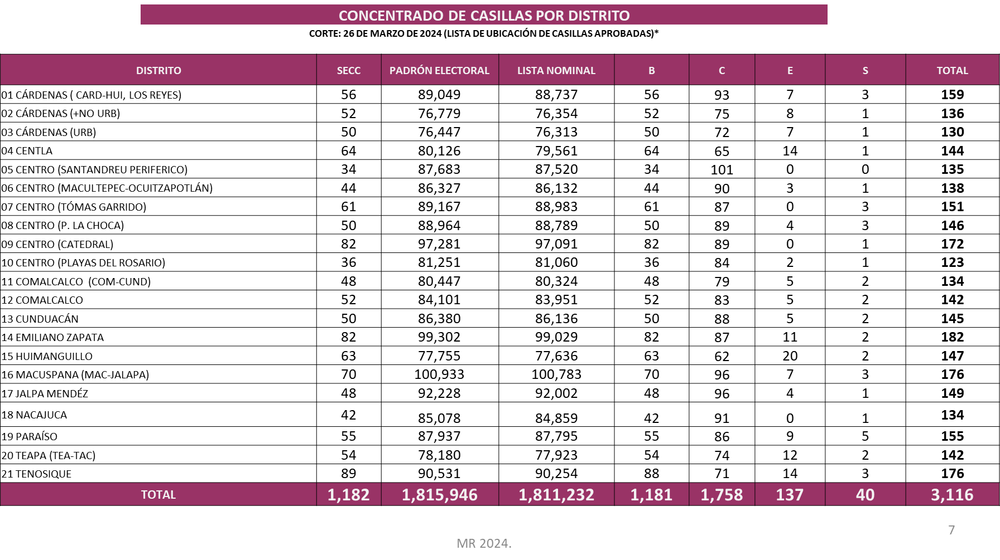 CONCENTRADO DE CASILLAS POR DISTRITO
CORTE: 26 DE MARZO DE 2024 (LISTA DE UBICACIÓN DE CASILLAS APROBADAS)*
DISTRITO SECC PADRÓN ELECTORAL LISTA NOMINAL B C E S TOTAL
01 CÁRDENAS ( CARD-HUI, LOS REYES) 56 89,049 88,737 56 93 7 3 159
02 CÁRDENAS (+NO URB) 52 76,779 76,354 52 75 8 1 136
03 CÁRDENAS (URB) 50 76,447 76,313 50 72 7 1 130
04 CENTLA 64 80,126 79,561 64 65 14 1 144
05 CENTRO (SANTANDREU PERIFERICO) 34 87,683 87,520 34 101 0 0 135
06 CENTRO (MACULTEPEC-OCUITZAPOTLÁN) 44 86,327 86,132 44 90 3 1 138
07 CENTRO (TÓMAS GARRIDO) 61 89,167 88,983 61 87 0 3 151
08 CENTRO (P. LA CHOCA) 50 88,964 88,789 50 89 4 3 146
09 CENTRO (CATEDRAL) 82 97,281 97,091 82 89 0 1 172
10 CENTRO (PLAYAS DEL ROSARIO) 36 81,251 81,060 36 84 2 1 123
11 COMALCALCO  (COM-CUND) 48 80,447 80,324 48 79 5 2 134
12 COMALCALCO 52 84,101 83,951 52 83 5 2 142
13 CUNDUACÁN 50 86,380 86,136 50 88 5 2 145
14 EMILIANO ZAPATA 82 99,302 99,029 82 87 11 2 182
15 HUIMANGUILLO 63 77,755 77,636 63 62 20 2 147
16 MACUSPANA (MAC-JALAPA) 70 100,933 100,783 70 96 7 3 176
17 JALPA MENDÉZ 48 92,228 92,002 48 96 4 1 149
18 NACAJUCA 42 85,078 84,859 42 91 0 1 134
19 PARAÍSO 55 87,937 87,795 55 86 9 5 155
20 TEAPA (TEA-TAC) 54 78,180 77,923 54 74 12 2 142
21 TENOSIQUE 89 90,531 90,254 88 71 14 3 176
TOTAL 1,182 1,815,946 1,811,232 1,181 1,758 137 40 3,116
7
MR 2024.